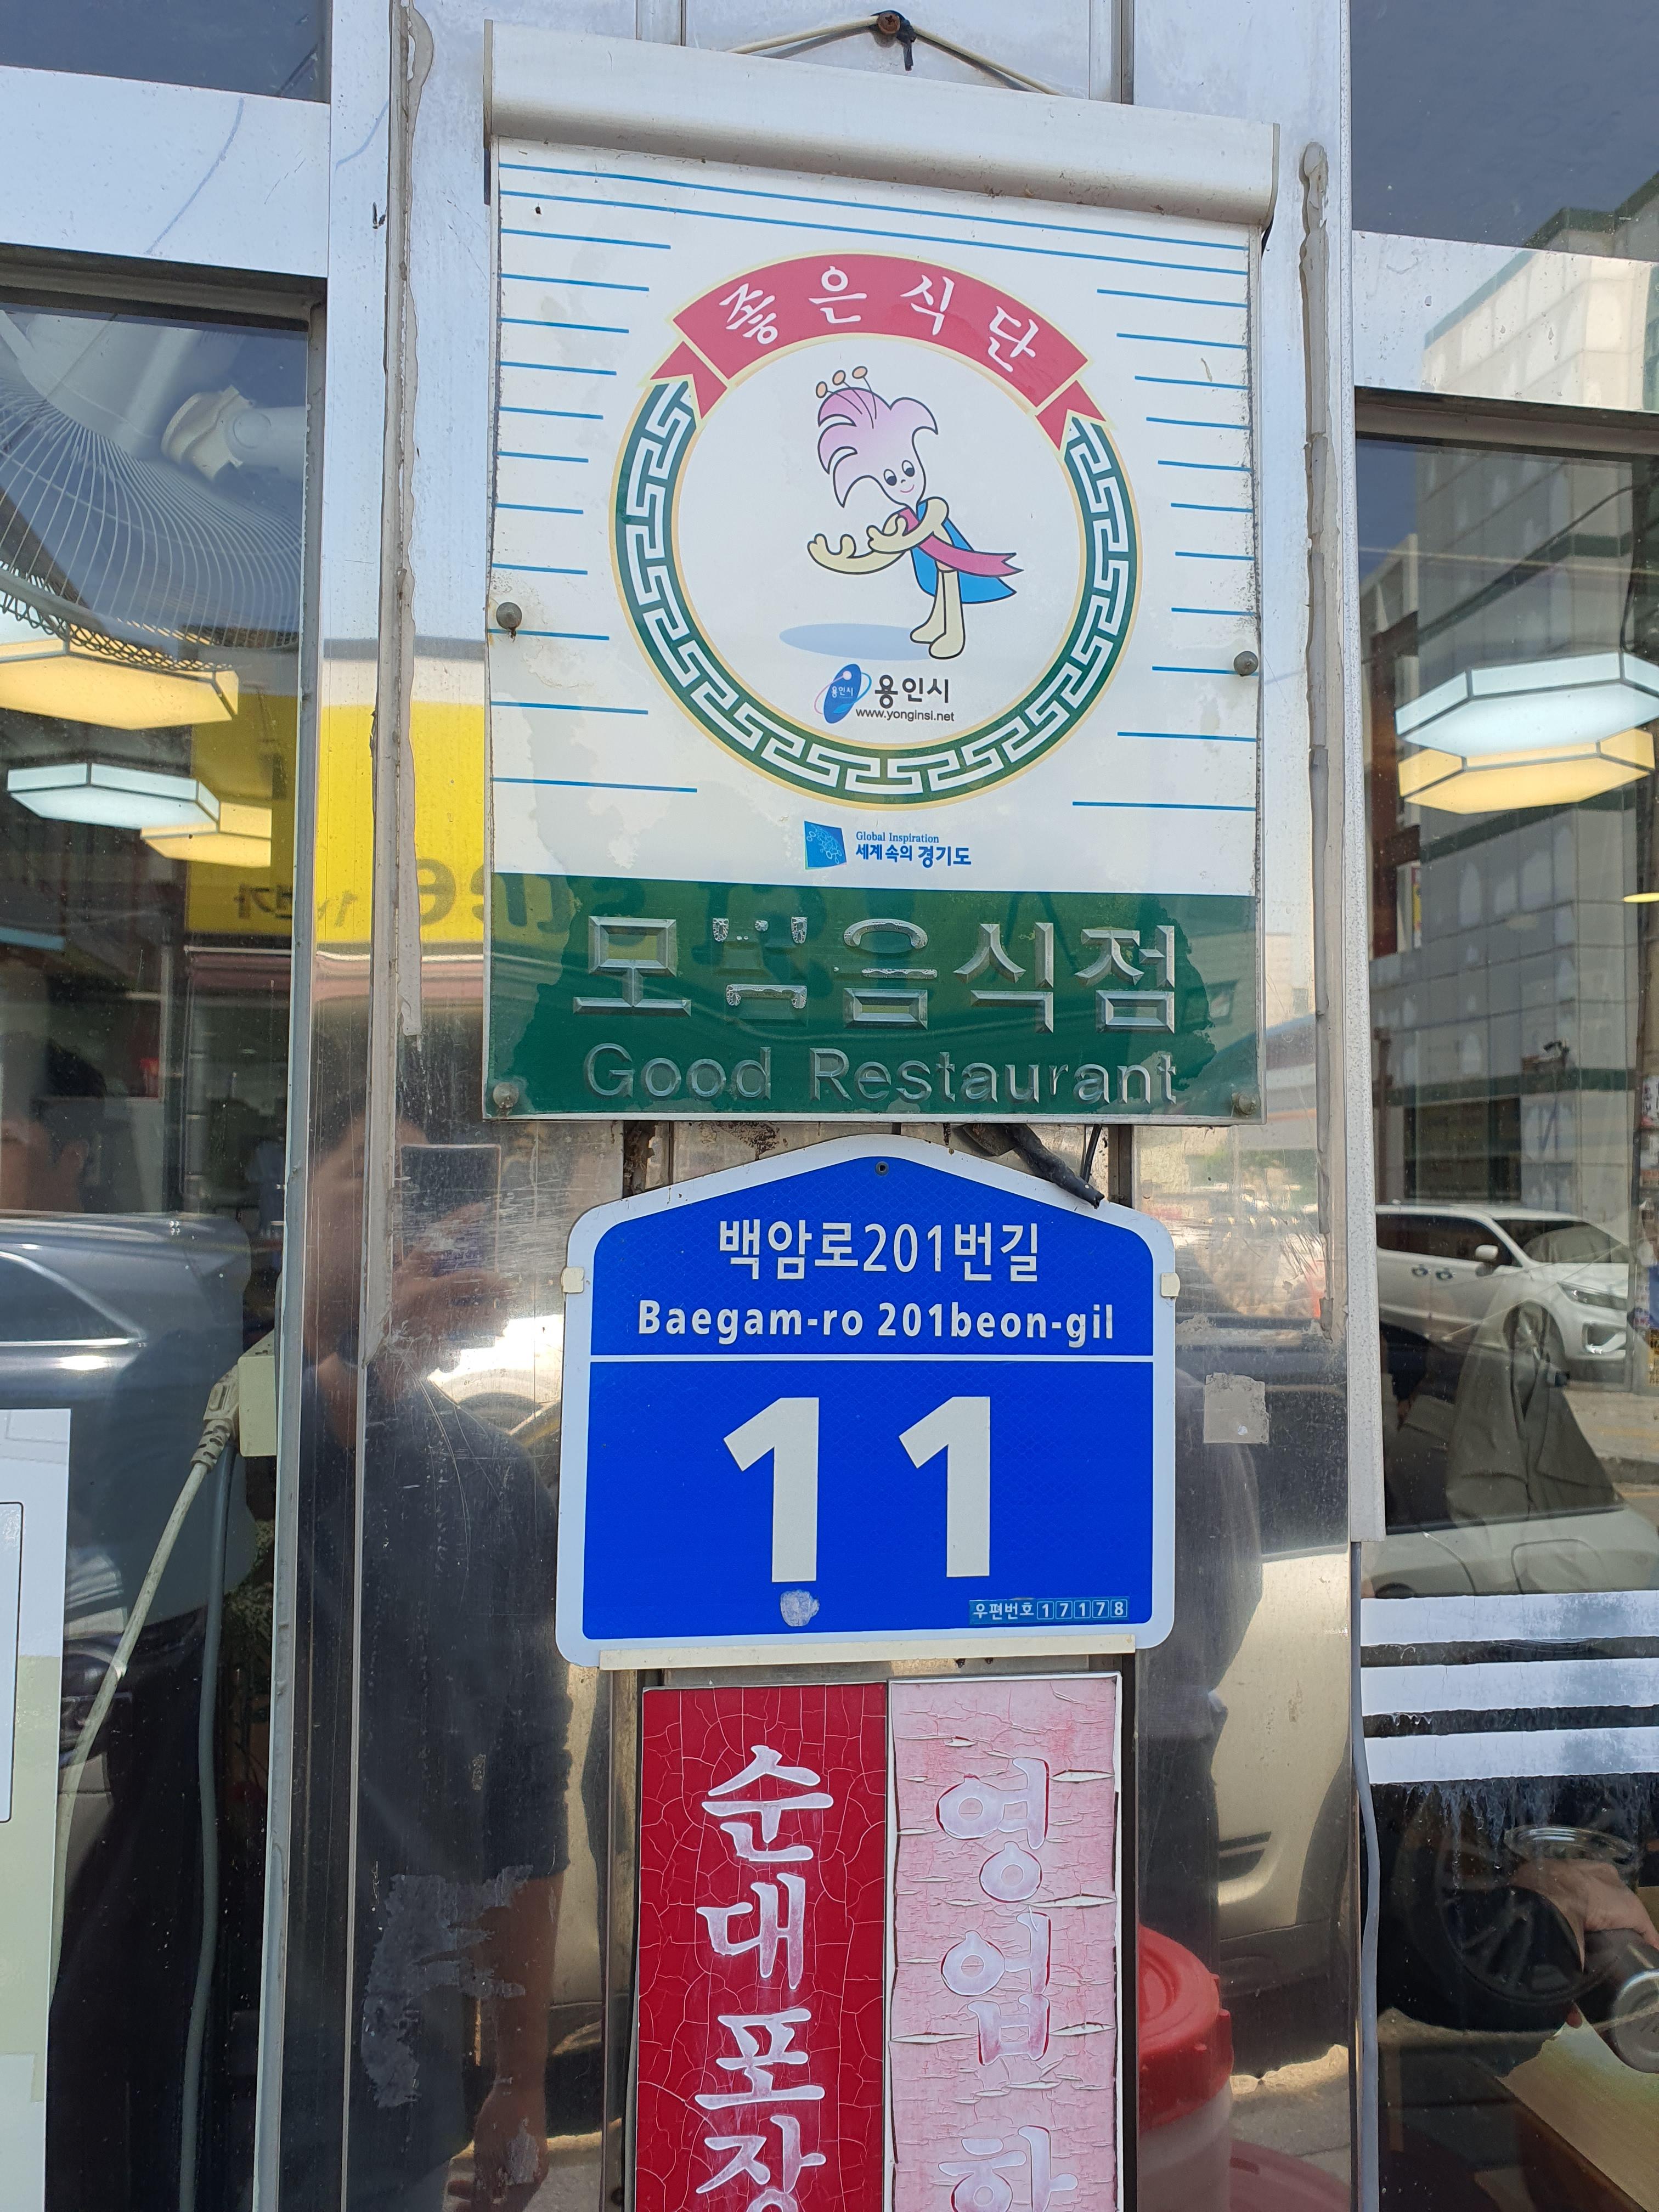 좋은식단
용인시
용인시
www.yonginsi.net
Global Inspiration
세계속의 경기도
모범음식점
Good Restaurant
백암로201번길
Baegam-ro 201beon-gil
11
우편번호 17178
순대포장
영업하